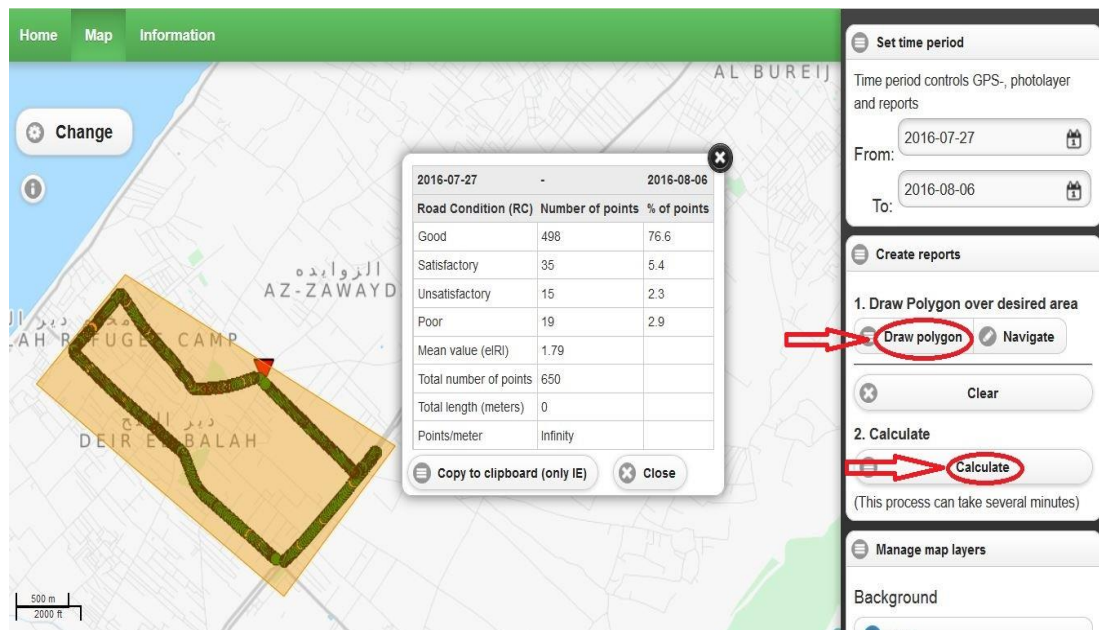 Home Map Information
Change
AL BUREIJ
الزوايده
AZ-ZAWAYD
AH REFUGEE CAMP
DEIR EL BALAH
500 m
2000 ft
2016-07-27 - 2016-08-06
Road Condition (RC) Number of points % of points
Good 498 76.6
Satisfactory 35 5.4
Unsatisfactory 15 2.3
Poor 19 2.9
Mean value (eIRI) 1.79
Total number of points 650
Total length (meters) 0
Points/meter Infinity
Copy to clipboard (only IE) Close
Set time period
Time period controls GPS-, photolayer
and reports
From: 2016-07-27
To: 2016-08-06
Create reports
1. Draw Polygon over desired area
Draw polygon Navigate
Clear
2. Calculate
Calculate
(This process can take several minutes)
Manage map layers
Background